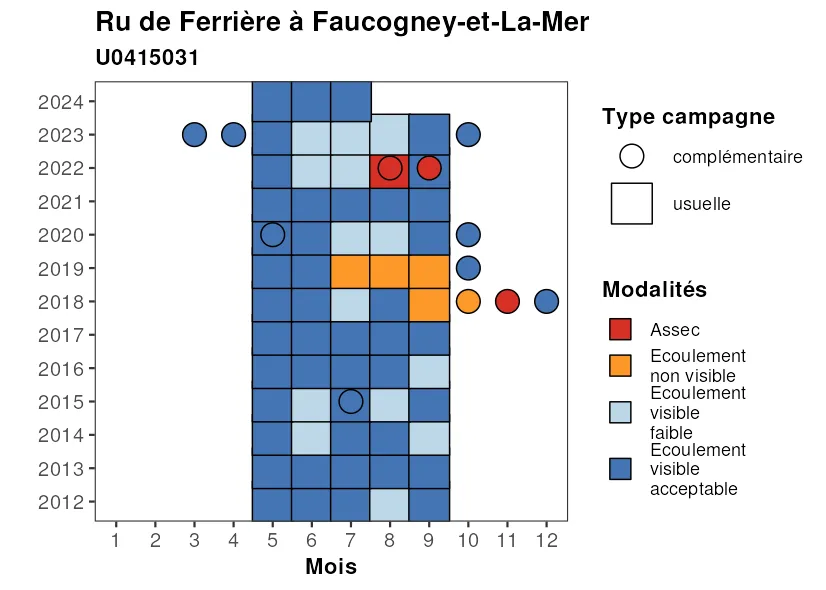 Ru de Ferrière à Faucogney-et-La-Mer
U0415031
2024
2023
2022
2021
2020
2019
2018
2017
2016
2015
2014
2013
2012
1 2 3 4 5 6 7 8 9 10 11 12
Mois
Type campagne
complémentaire
usuelle
Modalités
Assec
Ecoulement
non visible
Ecoulement
visible
faible
Ecoulement
visible
acceptable